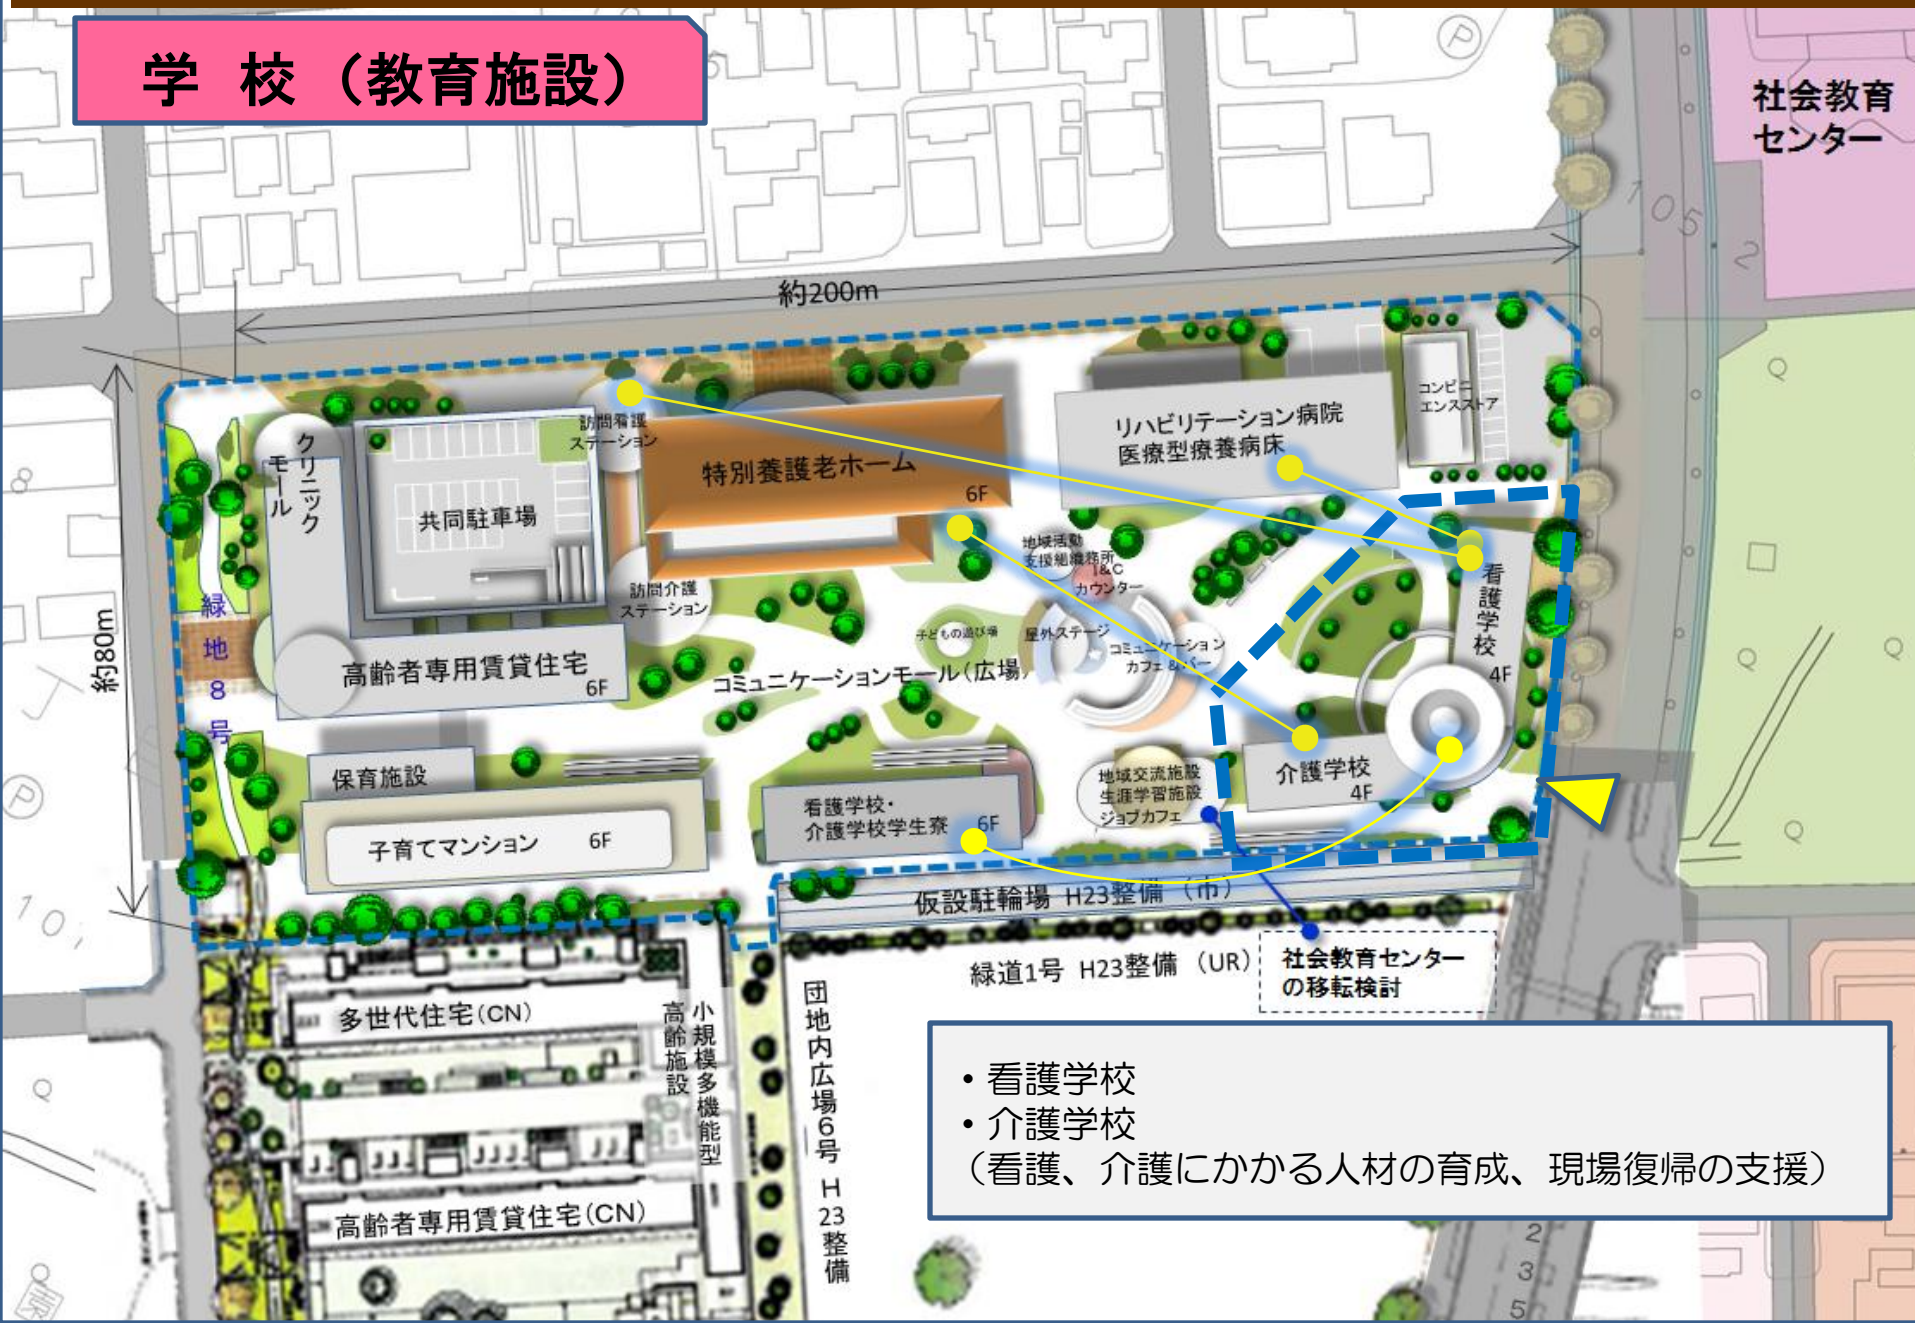 学 校 （教育施設）
社会教育
センター
約200m
約80m
緑地8号
クリニック
モール
共同駐車場
訪問看護
ステーション
特別養護老ホーム
6F
リハビリテーション病院
医療型療養病床
コンビニ
エンスストア
訪問介護
ステーション
高齢者専用賃貸住宅
6F
地域活動
支援組織務所
I&C
カウンター
子どもの遊び場
屋外ステージ
コミュニケーション
カフェ＆バー
コミュニケーションモール（広場）
看護学校
4F
介護学校
4F
保育施設
子育てマンション 6F
看護学校・
介護学校学生寮 6F
地域交流施設
生涯学習施設
ジョブカフェ
仮設駐輪場 H23整備 （市）
緑道1号 H23整備 （UR）
社会教育センター
の移転検討
多世代住宅(CN)
小規模多機能型
高齢施設
団地内広場6号 H23整備
高齢者専用賃貸住宅(CN)
・看護学校
・介護学校
（看護、介護にかかる人材の育成、現場復帰の支援）
P
P
Q
Q
Q
Q
Q
Q
8
105
2
10
2
3
5